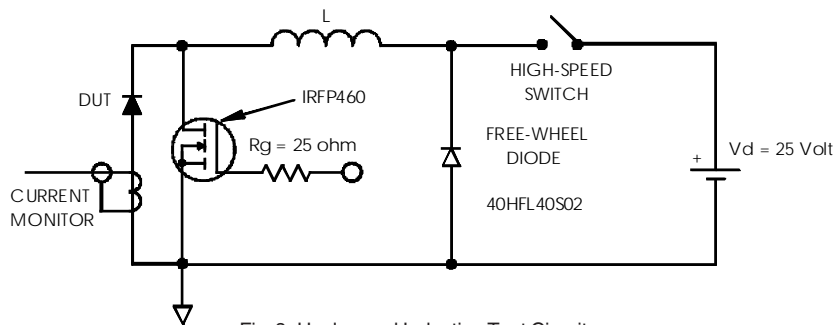 L
HIGH-SPEED
SWITCH
DUT
IRFP460
Rg = 25 ohm
FREE-WHEEL
DIODE
40HFL40S02
+
Vd = 25 Volt
CURRENT
MONITOR